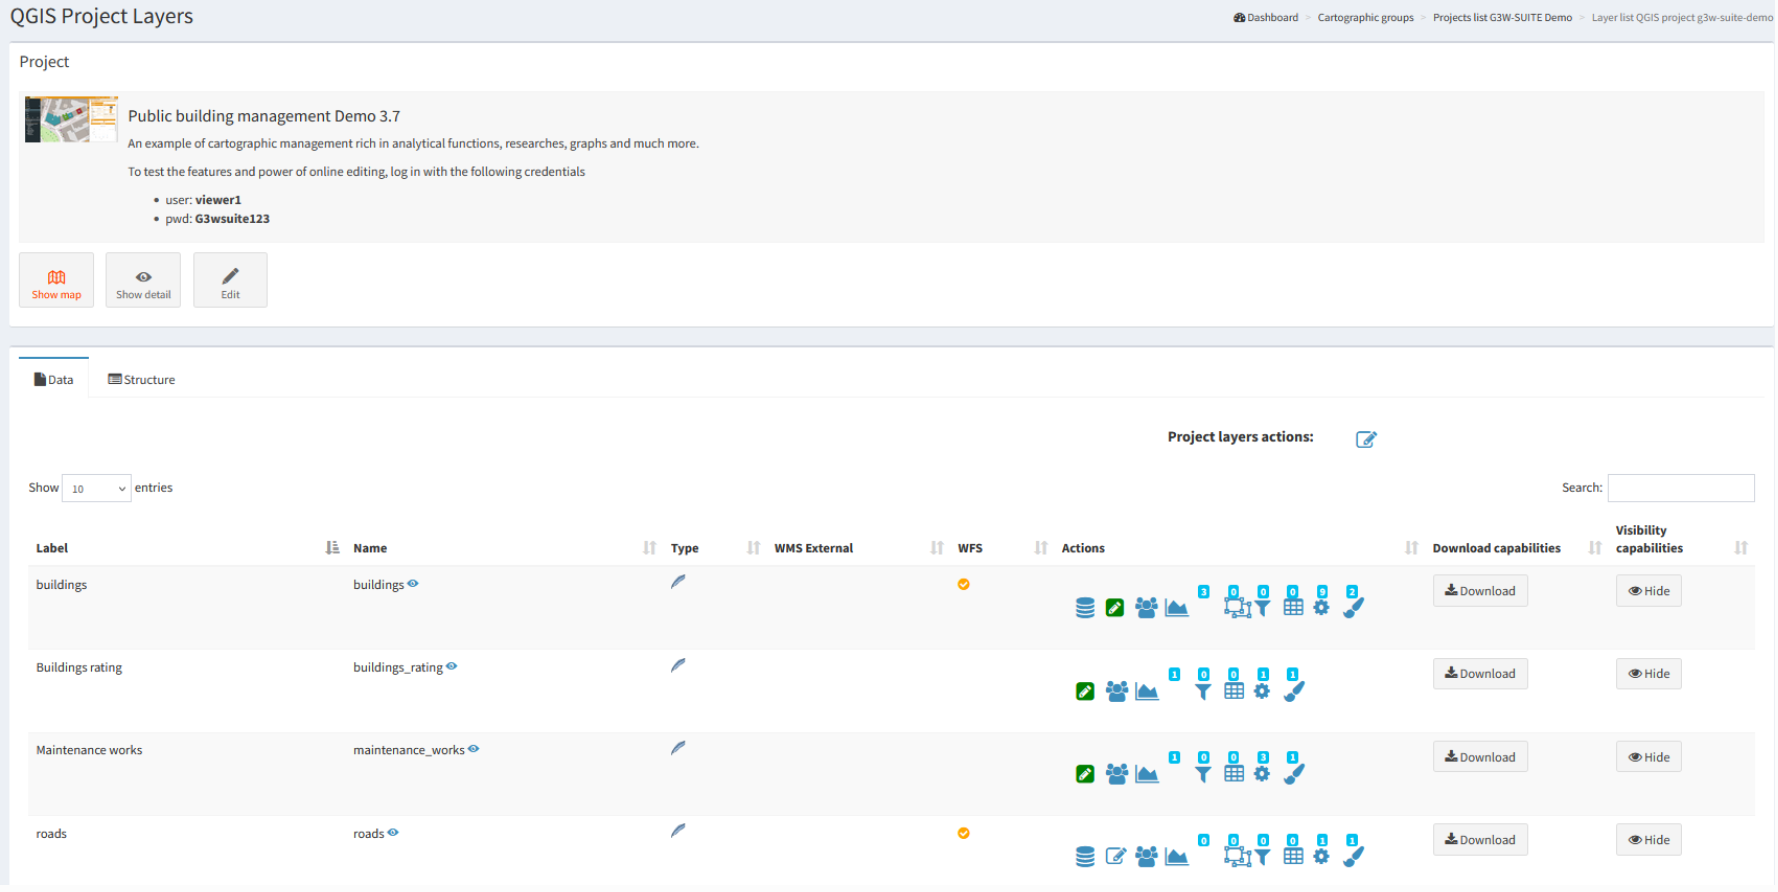 QGIS Project Layers
Dashboard > Cartographic groups > Projects list G3W-SUITE Demo > Layer list QGIS project g3w-suite-demo
Project
Public building management Demo 3.7
An example of cartographic management rich in analytical functions, researches, graphs and much more.
To test the features and power of online editing, log in with the following credentials
• user: viewer1
• pwd: G3wsuite123
Show map Show detail Edit
Data Structure
Project layers actions:
Show 10 entries Search:
Label Name Type WMS External WFS Actions Download capabilities Visibility capabilities
buildings buildings 3 0 0 0 9 2 Download Hide
Buildings rating buildings_rating 1 0 0 1 1 Download Hide
Maintenance works maintenance_works 1 0 0 3 1 Download Hide
roads roads 0 0 0 0 1 1 Download Hide